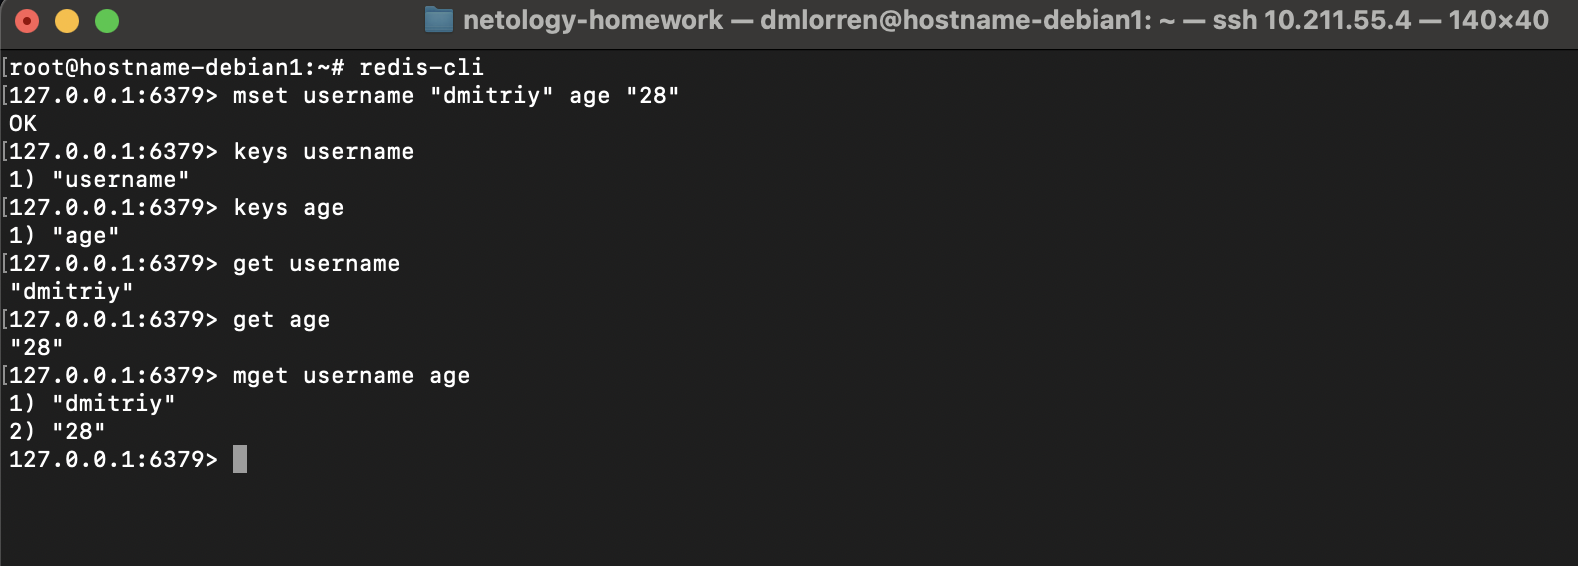 netology-homework — dmlorren@hostname-debian1: ~ — ssh 10.211.55.4 — 140×40
[root@hostname-debian1:~# redis-cli
[127.0.0.1:6379> mset username "dmitriy" age "28"
OK
[127.0.0.1:6379> keys username
1) "username"
[127.0.0.1:6379> keys age
1) "age"
[127.0.0.1:6379> get username
"dmitriy"
[127.0.0.1:6379> get age
"28"
[127.0.0.1:6379> mget username age
1) "dmitriy"
2) "28"
127.0.0.1:6379>